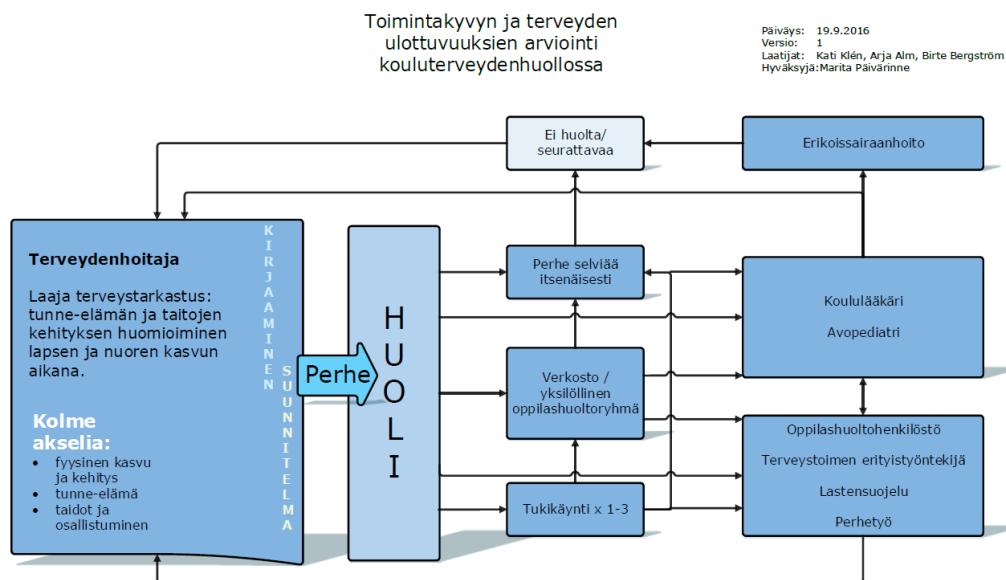 Toimintakyvyn ja terveyden
ulottuvuuksien arviointi
kouluterveydenhuollossa
Päiväys: 19.9.2016
Versio: 1
Laatijat: Kati Klén, Arja Alm, Birte Bergström
Hyväksyjä: Marita Päivärinne
Ei huolta/
seurattavaa
Erikoissairaanhoito
Terveydenhoitaja
Laaja terveystarkastus:
tunne-elämän ja taitojen
kehityksen huomioiminen
lapsen ja nuoren kasvun
aikana.
Kolme
akselia:
• fyysinen kasvu
ja kehitys
• tunne-elämä
• taidot ja
osallistuminen
KIRJAAMINEN
SUUNNITELMA
Perhe
HUOLI
Perhe selviää
itsenäisesti
Verkosto /
yksilöllinen
oppilashuoltoryhmä
Tukikäynti x 1-3
Koululääkäri
Avopediatri
Oppilashuoltohenkilöstö
Terveystoimen erityistyöntekijä
Lastensuojelu
Perhetyö